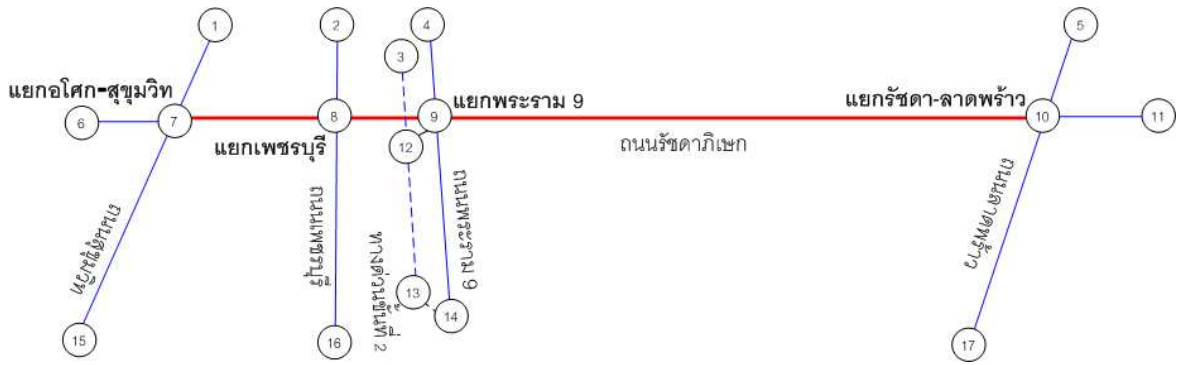 1
2
3
4
5
แยกอโศก-สุขุมวิท
6
7
8
9
10
11
12
แยกเพชรบุรี
แยกพระราม 9
แยกรัชดา-ลาดพร้าว
ถนนรัชดาภิเษก
ถนนสุขุมวิท
ถนนเพชรบุรี
ทางด่วนขั้นที่ 2
ถนนพระราม 9
ถนนลาดพร้าว
13
14
15
16
17